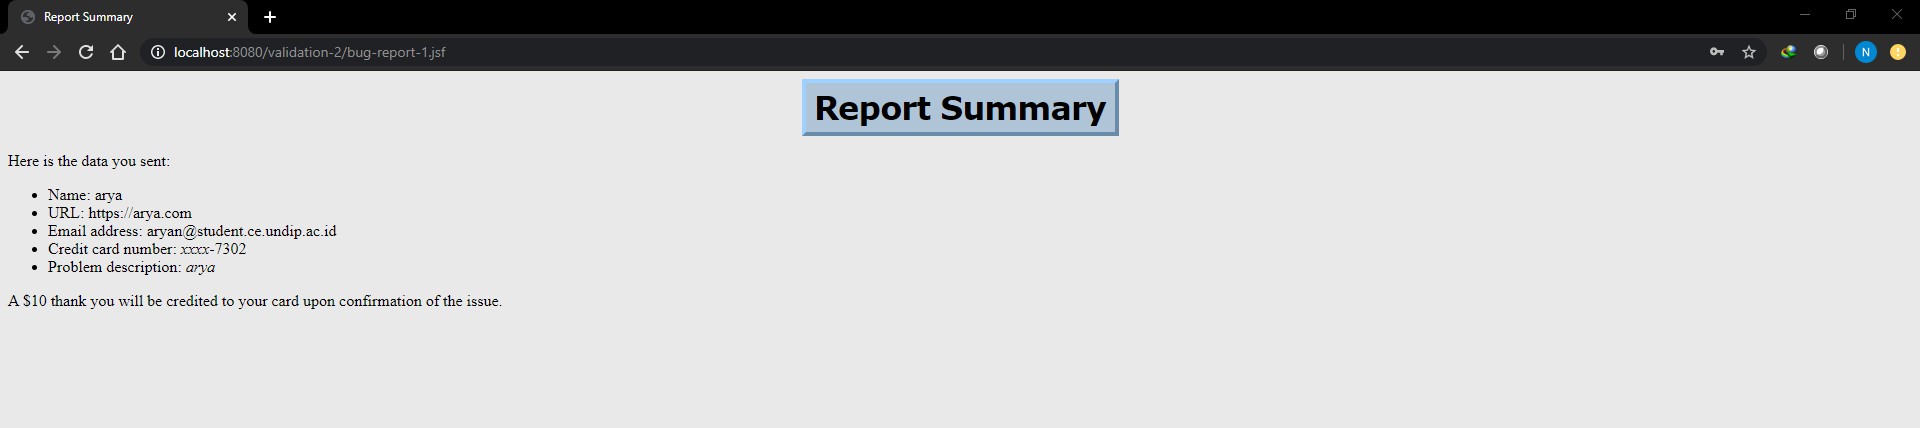 Report Summary
localhost:8080/validation-2/bug-report-1.jsf
N
Report Summary
Here is the data you sent:
• Name: arya
• URL: https://arya.com
• Email address: aryan@student.ce.undip.ac.id
• Credit card number: xxxx-7302
• Problem description: arya
A $10 thank you will be credited to your card upon confirmation of the issue.